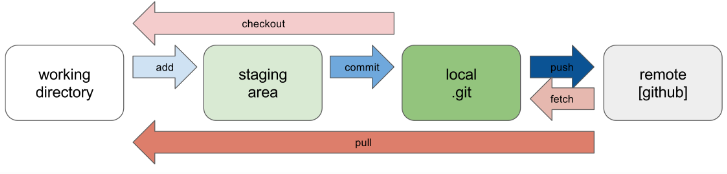 checkout
working
directory
add
staging
area
commit
local
.git
push
fetch
remote
[github]
pull